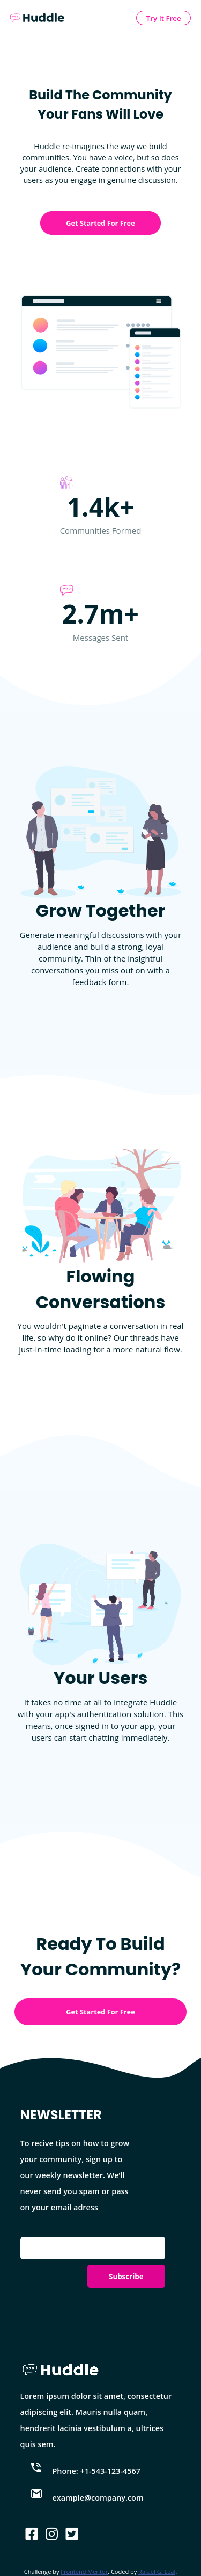 Huddle
Try It Free
Build The Community
Your Fans Will Love
Huddle re-imagines the way we build
communities. You have a voice, but so does
your audience. Create connections with your
users as you engage in genuine discussion.
Get Started For Free
1.4k+
Communities Formed
2.7m+
Messages Sent
Grow Together
Generate meaningful discussions with your
audience and build a strong, loyal
community. Thin of the insightful
conversations you miss out on with a
feedback form.
Flowing
Conversations
You wouldn't paginate a conversation in real
life, so why do it online? Our threads have
just-in-time loading for a more natural flow.
Your Users
It takes no time at all to integrate Huddle
with your app's authentication solution. This
means, once signed in to your app, your
users can start chatting immediately.
Ready To Build
Your Community?
Get Started For Free
NEWSLETTER
To recive tips on how to grow
your community, sign up to
our weekly newsletter. We'll
never send you spam or pass
on your email adress
Subscribe
Huddle
Lorem ipsum dolor sit amet, consectetur
adipiscing elit. Mauris nulla quam,
hendrerit lacinia vestibulum a, ultrices
quis sem.
Phone: +1-543-123-4567
example@company.com
Challenge by Frontend Mentor. Coded by Rafael G. Leal.